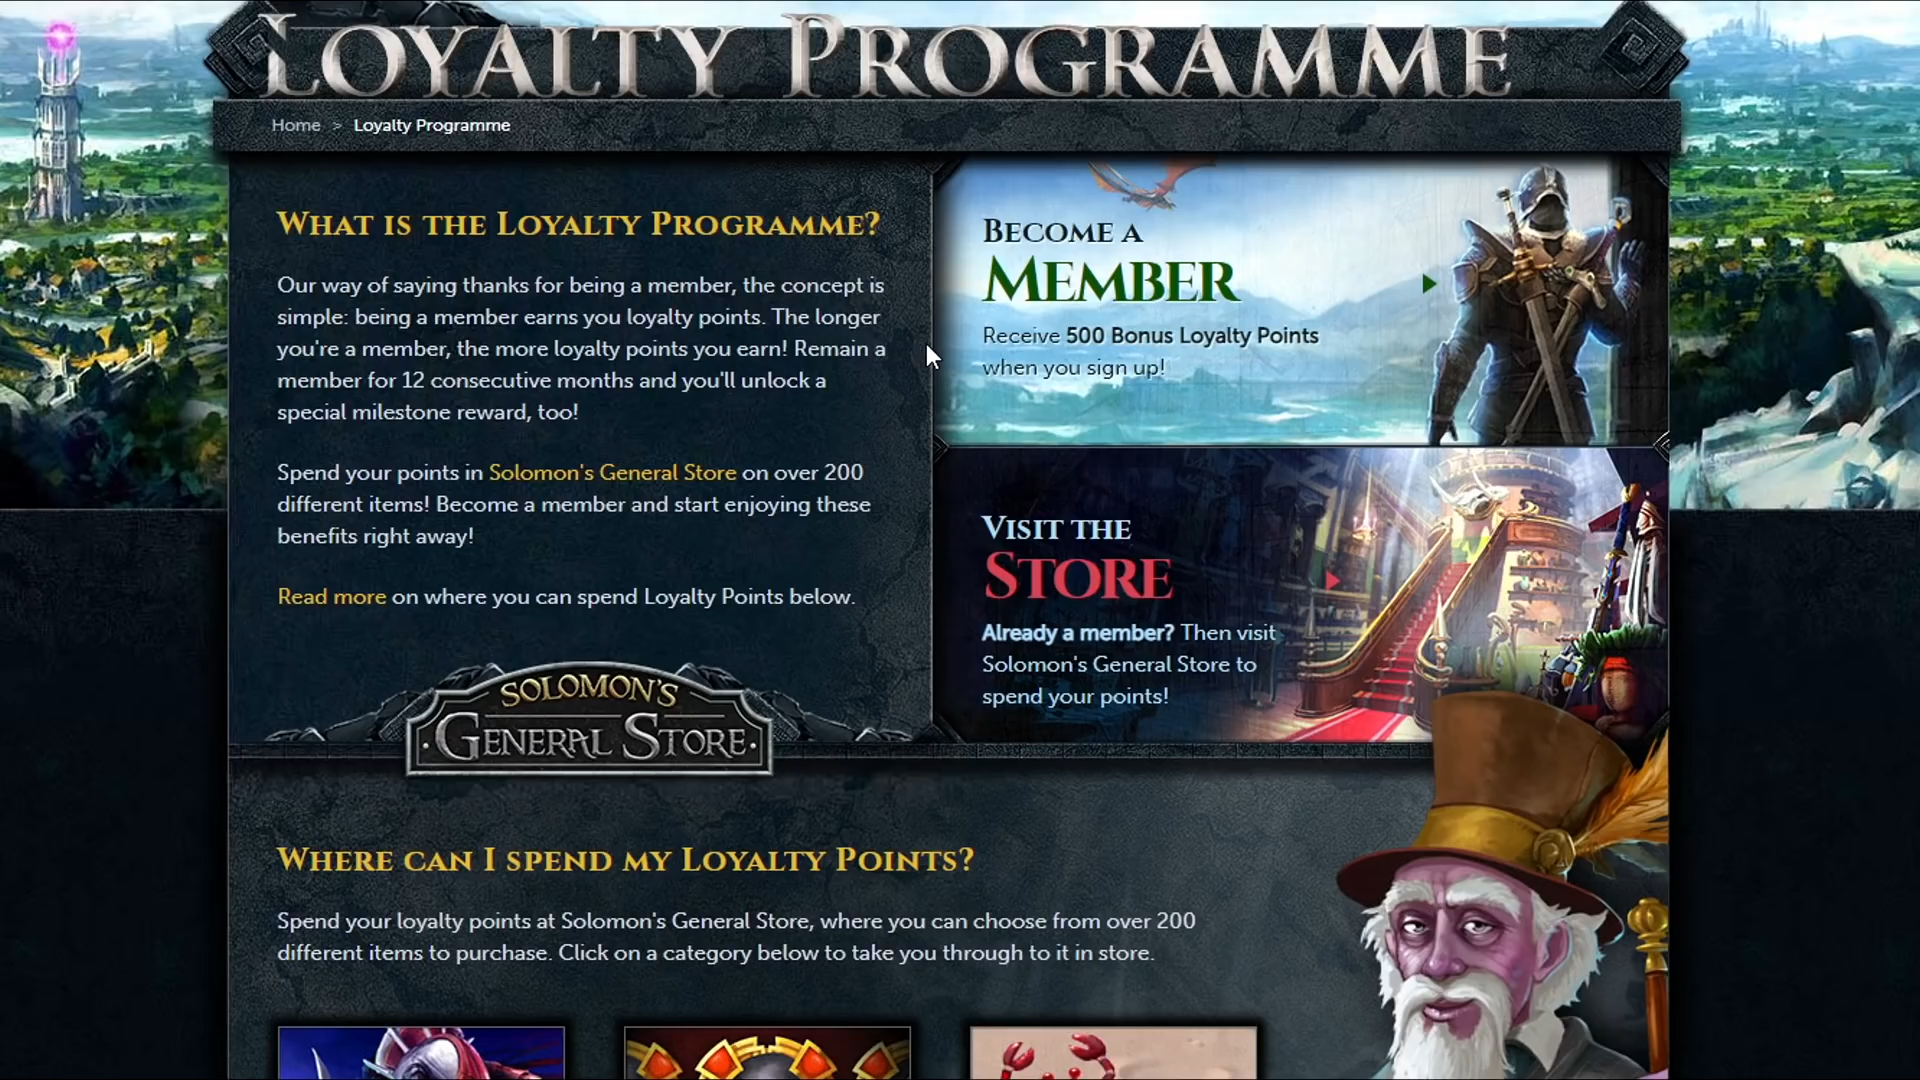 LOYALTY PROGRAMME
Home > Loyalty Programme
WHAT IS THE LOYALTY PROGRAMME?
Our way of saying thanks for being a member, the concept is
simple: being a member earns you loyalty points. The longer
you're a member, the more loyalty points you earn! Remain a
member for 12 consecutive months and you'll unlock a
special milestone reward, too!
Spend your points in Solomon's General Store on over 200
different items! Become a member and start enjoying these
benefits right away!
Read more on where you can spend Loyalty Points below.
BECOME A
MEMBER
Receive 500 Bonus Loyalty Points
when you sign up!
VISIT THE
STORE
Already a member? Then visit
Solomon's General Store to
spend your points!
SOLOMON'S
GENERAL STORE
WHERE CAN I SPEND MY LOYALTY POINTS?
Spend your loyalty points at Solomon's General Store, where you can choose from over 200
different items to purchase. Click on a category below to take you through to it in store.